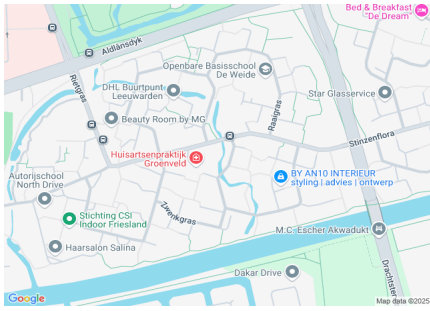 Bed & Breakfast
"De Dream"
Aldlânsdyk
Openbare Basisschool
De Weide
Rietgras
DHL Buurtpunt
Leeuwarden
Raaigras
Star Glasservice
Beauty Room by MG
Stinzenflora
Huisartsenpraktijk
Groenveld
BY AN10 INTERIEUR
styling | advies | ontwerp
Autorijschool
North Drive
Zwenkgras
Stichting CSI
Indoor Friesland
M.C. Escher Akwadukt
Haarsalon Salina
Dakar Drive
Drachtster
Google
Map data ©2025